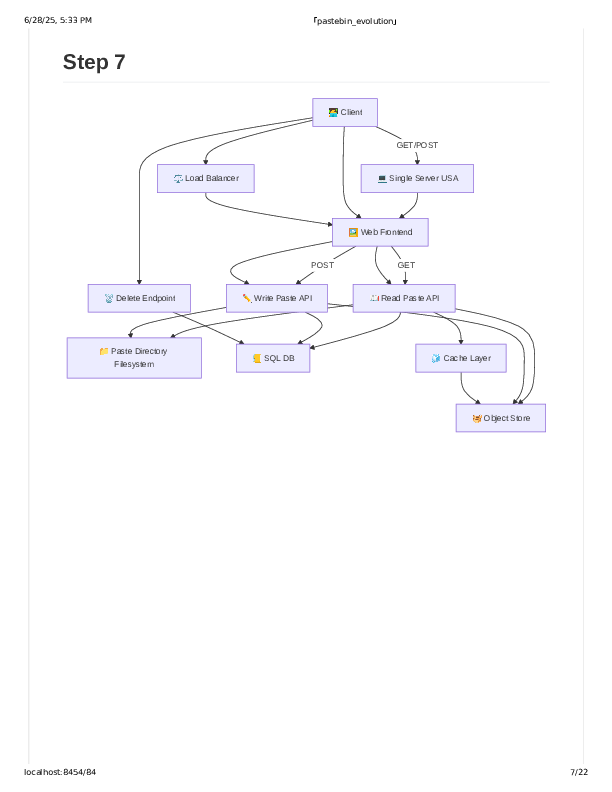 6/28/25, 5:33 PM
「pastebin_evolution」
Step 7
Client
GET/POST
Load Balancer
Single Server USA
Web Frontend
POST
GET
Delete Endpoint
Write Paste API
Read Paste API
Paste Directory
Filesystem
SQL DB
Cache Layer
Object Store
localhost:8454/84
7/22